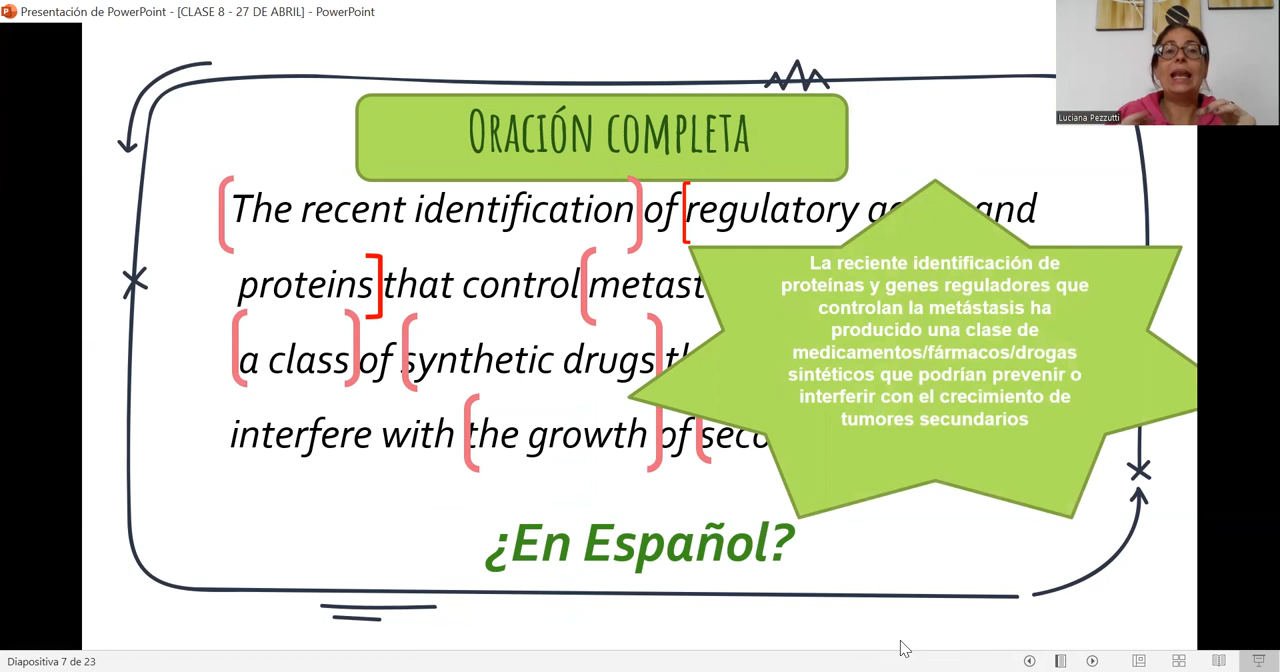 Presentación de PowerPoint - [CLASE 8 - 27 DE ABRIL] - PowerPoint
Luciana Pezzutti
Oración completa
The recent identification of regulatory and
proteins that control
a class of synthetic drugs
interfere with the growth of
La reciente identificación de
proteínas y genes reguladores que
controlan la metástasis ha
producido una clase de
medicamentos/fármacos/drogas
sintéticos que podrían prevenir o
interferir con el crecimiento de
tumores secundarios
¿En Español?
Diapositiva 7 de 23